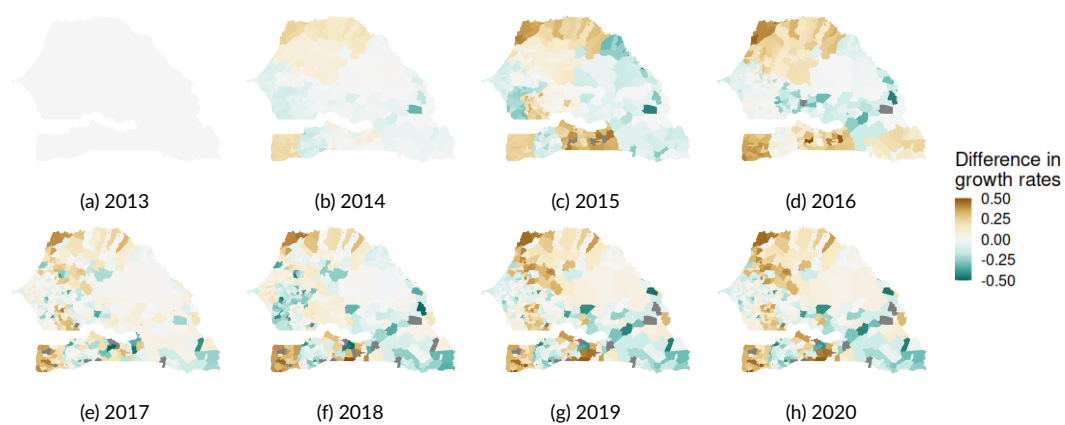 (a) 2013
(b) 2014
(c) 2015
(d) 2016
Difference in
growth rates
0.50
0.25
0.00
-0.25
-0.50
(e) 2017
(f) 2018
(g) 2019
(h) 2020